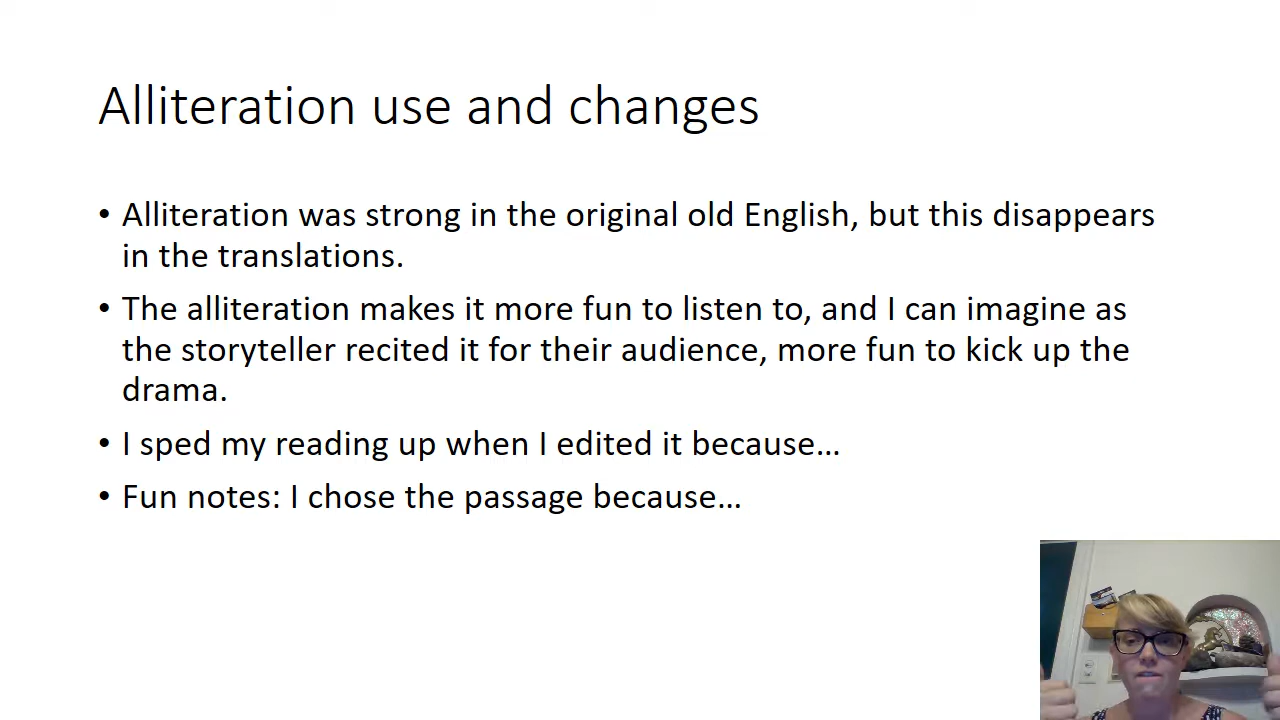 Alliteration use and changes
• Alliteration was strong in the original old English, but this disappears
in the translations.
• The alliteration makes it more fun to listen to, and I can imagine as
the storyteller recited it for their audience, more fun to kick up the
drama.
• I sped my reading up when I edited it because…
• Fun notes: I chose the passage because…